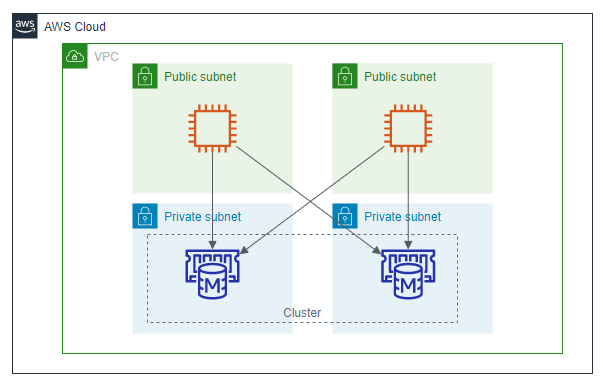 aws
AWS Cloud
VPC
Public subnet
Public subnet
Private subnet
Private subnet
M
M
Cluster